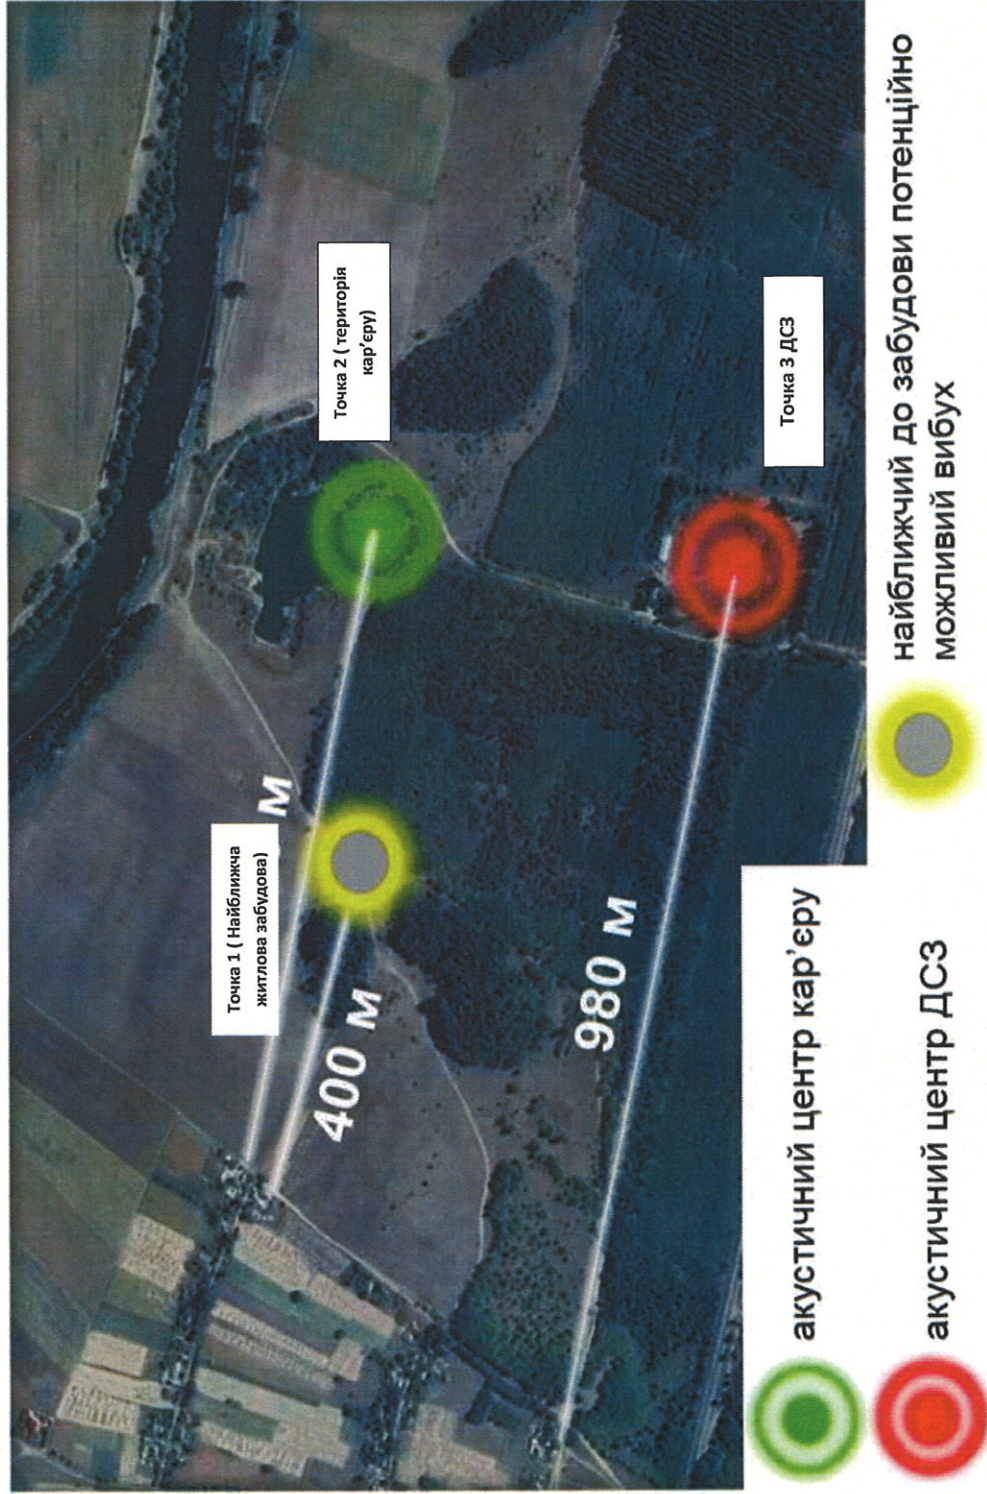 Точка 1 ( Найближча
житлова забудова)
м
Точка 2 ( територія
кар'єру)
400 м
980 м
Точка 3 ДСЗ
акустичний центр кар'єру
акустичний центр ДСЗ
найближчий до забудови потенційно
можливий вибух